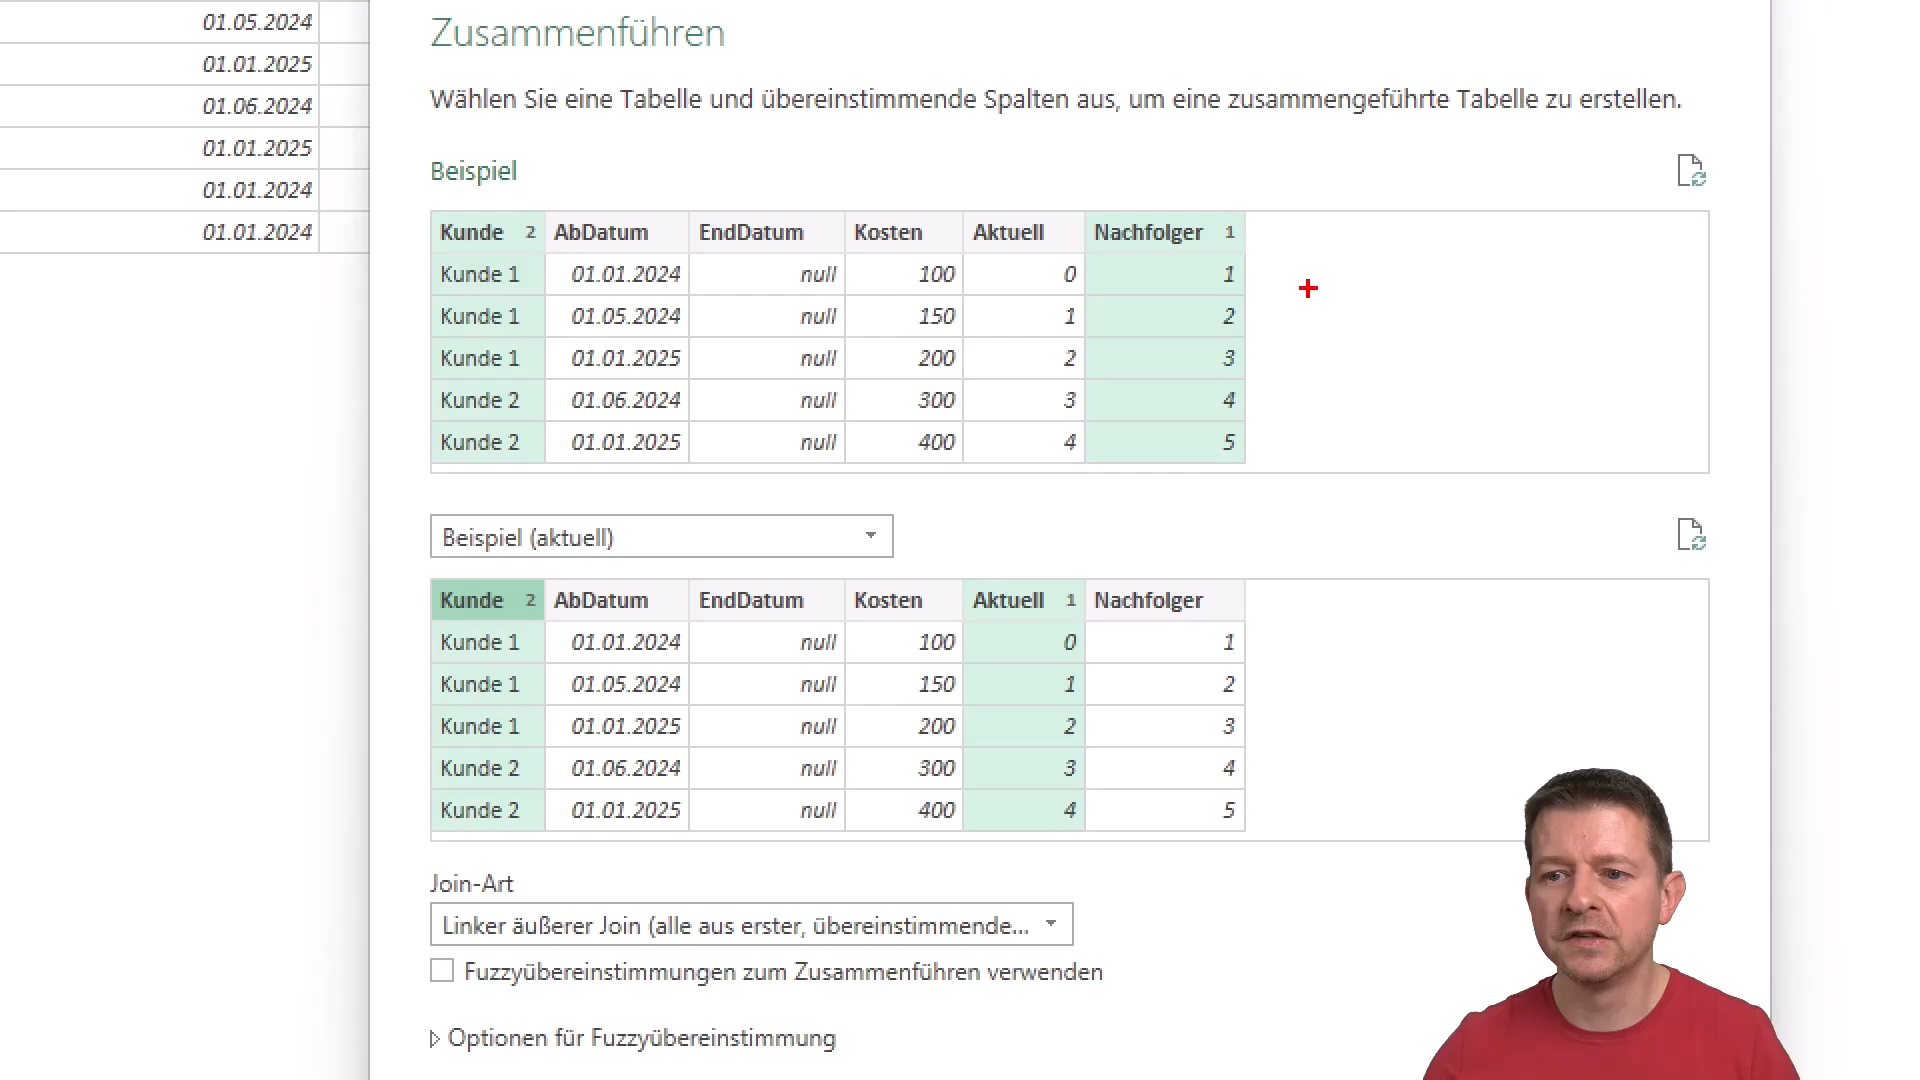 01.05.2024
01.01.2025
01.06.2024
01.01.2025
01.01.2024
01.01.2024
Zusammenführen
Wählen Sie eine Tabelle und übereinstimmende Spalten aus, um eine zusammengeführte Tabelle zu erstellen.
Beispiel
Kunde 2 AbDatum EndDatum Kosten Aktuell Nachfolger 1
Kunde 1 01.01.2024 null 100 0 1
Kunde 1 01.05.2024 null 150 1 2
Kunde 1 01.01.2025 null 200 2 3
Kunde 2 01.06.2024 null 300 3 4
Kunde 2 01.01.2025 null 400 4 5
Beispiel (aktuell)
Kunde 2 AbDatum EndDatum Kosten Aktuell 1 Nachfolger
Kunde 1 01.01.2024 null 100 0 1
Kunde 1 01.05.2024 null 150 1 2
Kunde 1 01.01.2025 null 200 2 3
Kunde 2 01.06.2024 null 300 3 4
Kunde 2 01.01.2025 null 400 4 5
Join-Art
Linker äußerer Join (alle aus erster, übereinstimmende...
Fuzzyübereinstimmungen zum Zusammenführen verwenden
Optionen für Fuzzyübereinstimmung